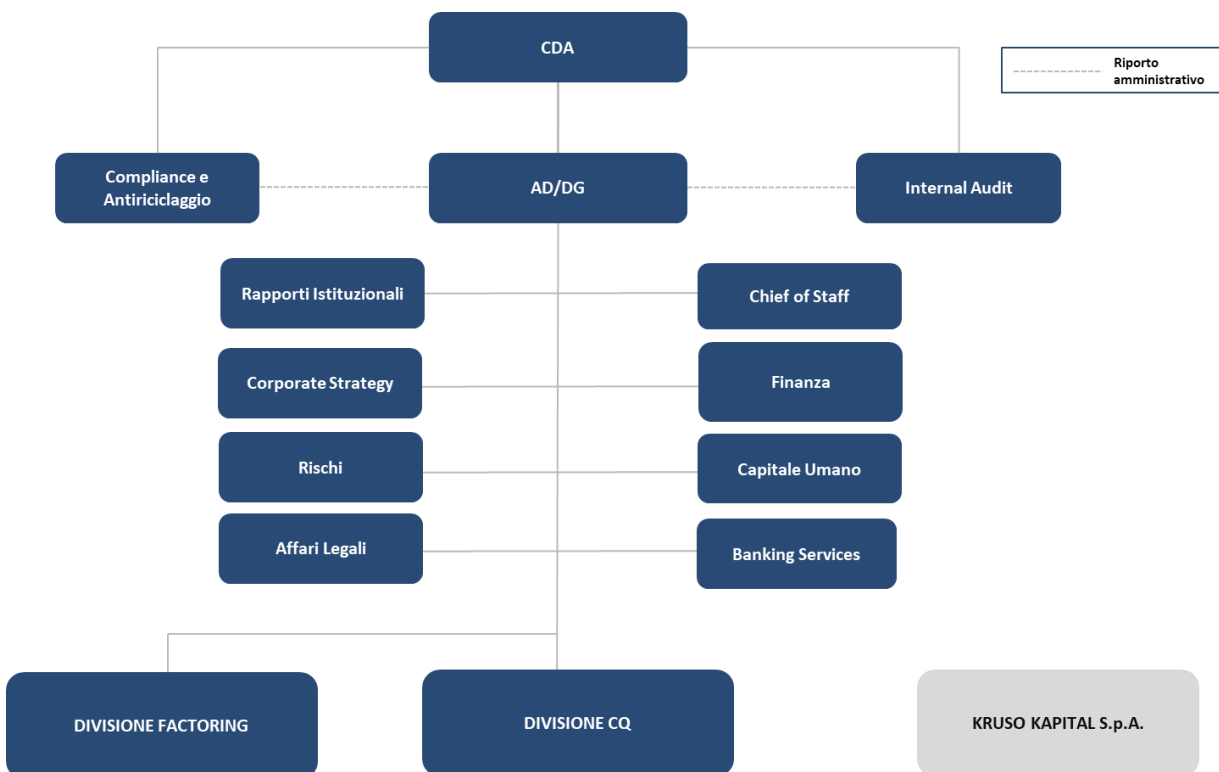 CDA
Riporto
amministrativo
Compliance e
Antiriciclaggio
AD/DG
Internal Audit
Rapporti Istituzionali
Chief of Staff
Corporate Strategy
Finanza
Rischi
Capitale Umano
Affari Legali
Banking Services
DIVISIONE FACTORING
DIVISIONE CQ
KRUSO KAPITAL S.p.A.